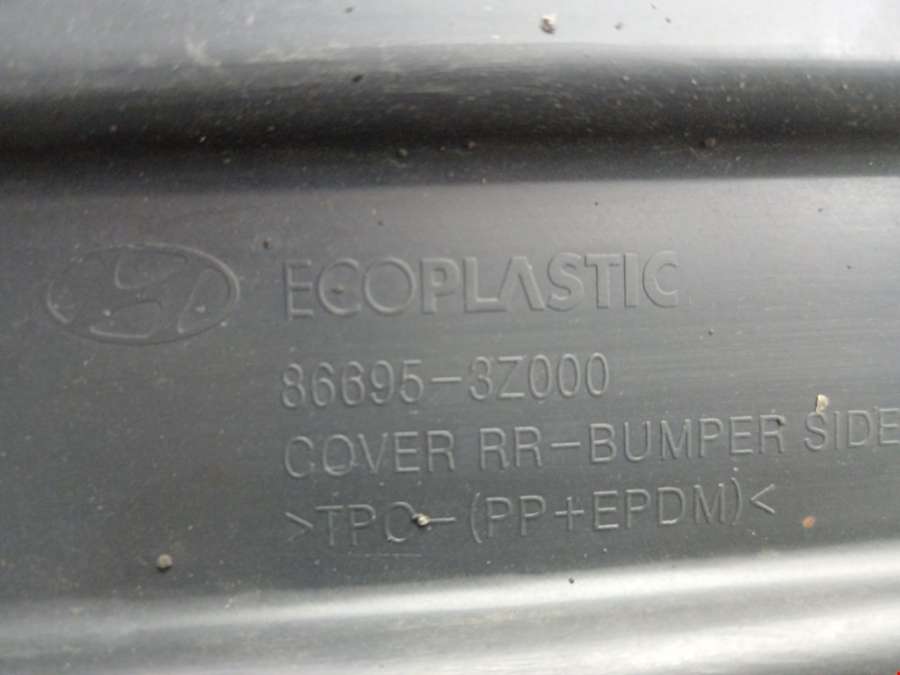 ECOPLASTIC
86695-3Z000
COVER RR-BUMPER SIDE
>TPO-(PP+EPDM)<